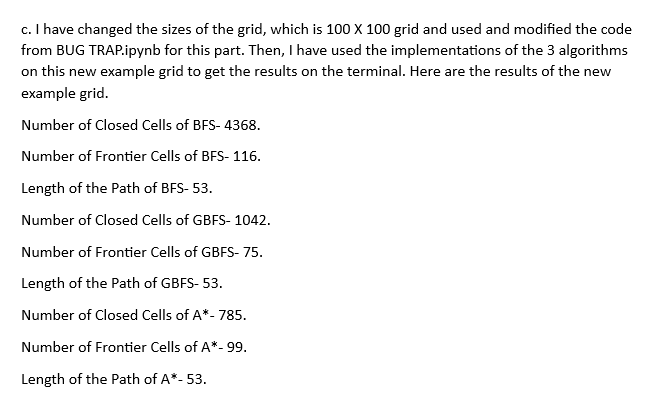 c. I have changed the sizes of the grid, which is 100 X 100 grid and used and modified the code
from BUG TRAP.ipynb for this part. Then, I have used the implementations of the 3 algorithms
on this new example grid to get the results on the terminal. Here are the results of the new
example grid.
Number of Closed Cells of BFS- 4368.
Number of Frontier Cells of BFS- 116.
Length of the Path of BFS- 53.
Number of Closed Cells of GBFS- 1042.
Number of Frontier Cells of GBFS- 75.
Length of the Path of GBFS- 53.
Number of Closed Cells of A*- 785.
Number of Frontier Cells of A*- 99.
Length of the Path of A*- 53.